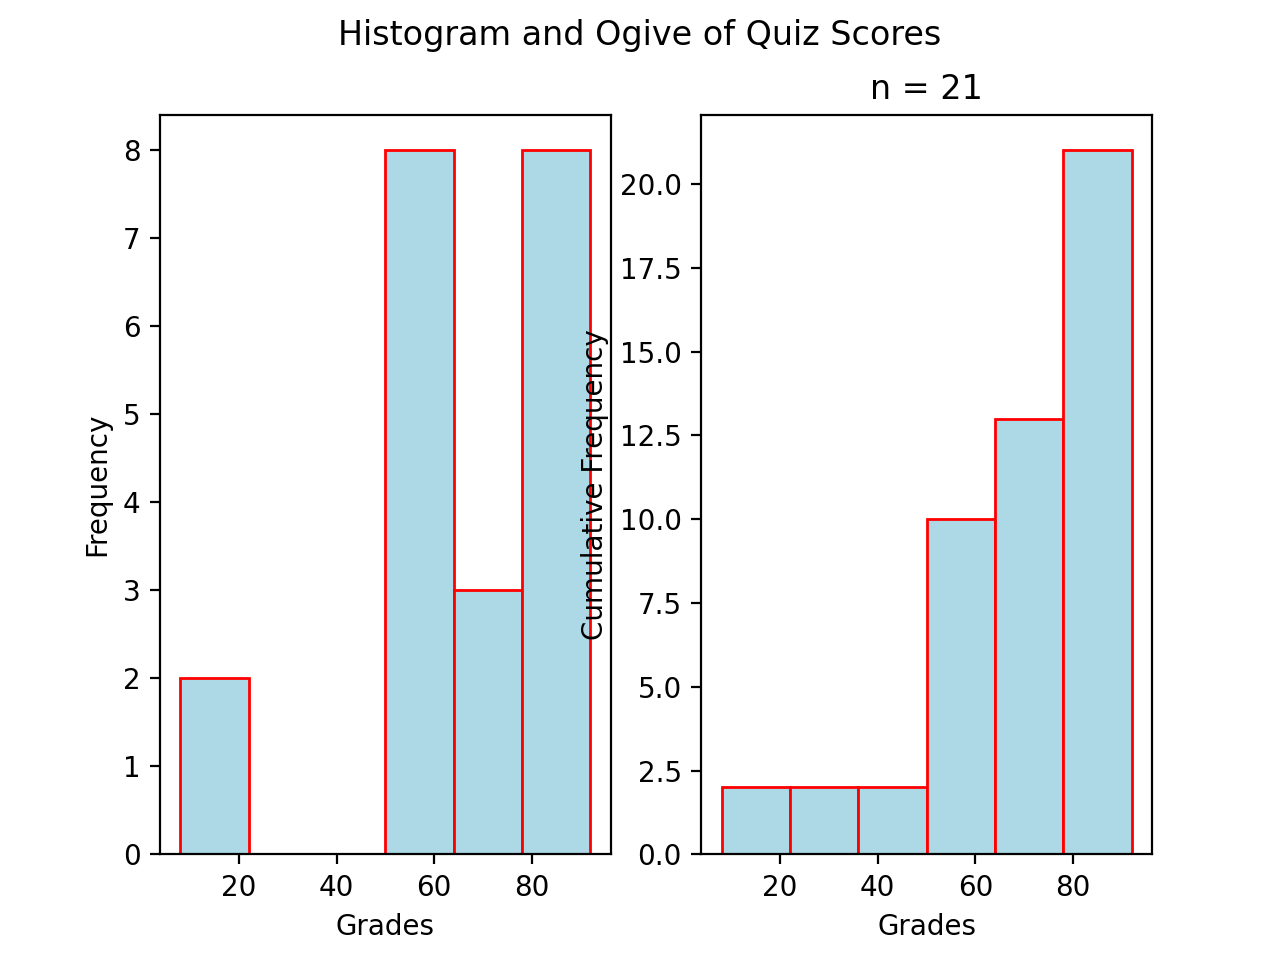 Histogram and Ogive of Quiz Scores
8
7
6
5
4
3
2
1
0
Frequency
20 40 60 80
Grades
n = 21
20.0
17.5
15.0
12.5
10.0
7.5
5.0
2.5
0.0
Cumulative Frequency
20 40 60 80
Grades